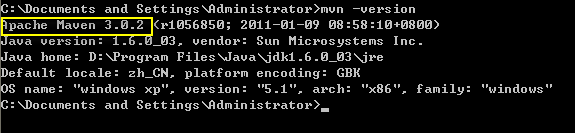 C:\Documents and Settings\Administrator>mvn -version
Apache Maven 3.0.2 (r1056850; 2011-01-09 08:58:10+0800)
Java version: 1.6.0_03, vendor: Sun Microsystems Inc.
Java home: D:\Program Files\Java\jdk1.6.0_03\jre
Default locale: zh_CN, platform encoding: GBK
OS name: "windows xp", version: "5.1", arch: "x86", family: "windows"
C:\Documents and Settings\Administrator>_